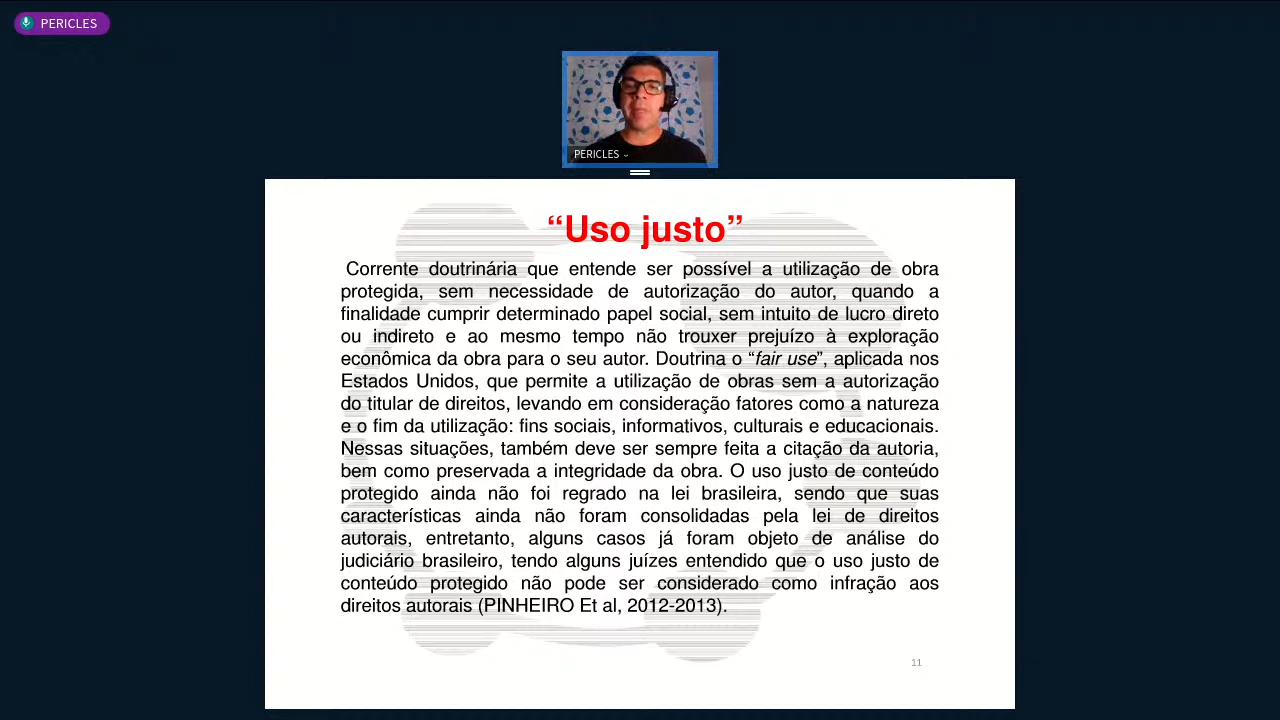 PERICLES
PERICLES
“Uso justo”
Corrente doutrinária que entende ser possível a utilização de obra
protegida, sem necessidade de autorização do autor, quando a
finalidade cumprir determinado papel social, sem intuito de lucro direto
ou indireto e ao mesmo tempo não trouxer prejuízo à exploração
econômica da obra para o seu autor. Doutrina o “fair use”, aplicada nos
Estados Unidos, que permite a utilização de obras sem a autorização
do titular de direitos, levando em consideração fatores como a natureza
e o fim da utilização: fins sociais, informativos, culturais e educacionais.
Nessas situações, também deve ser sempre feita a citação da autoria,
bem como preservada a integridade da obra. O uso justo de conteúdo
protegido ainda não foi regrado na lei brasileira, sendo que suas
características ainda não foram consolidadas pela lei de direitos
autorais, entretanto, alguns casos já foram objeto de análise do
judiciário brasileiro, tendo alguns juízes entendido que o uso justo de
conteúdo protegido não pode ser considerado como infração aos
direitos autorais (PINHEIRO Et al, 2012-2013).
11